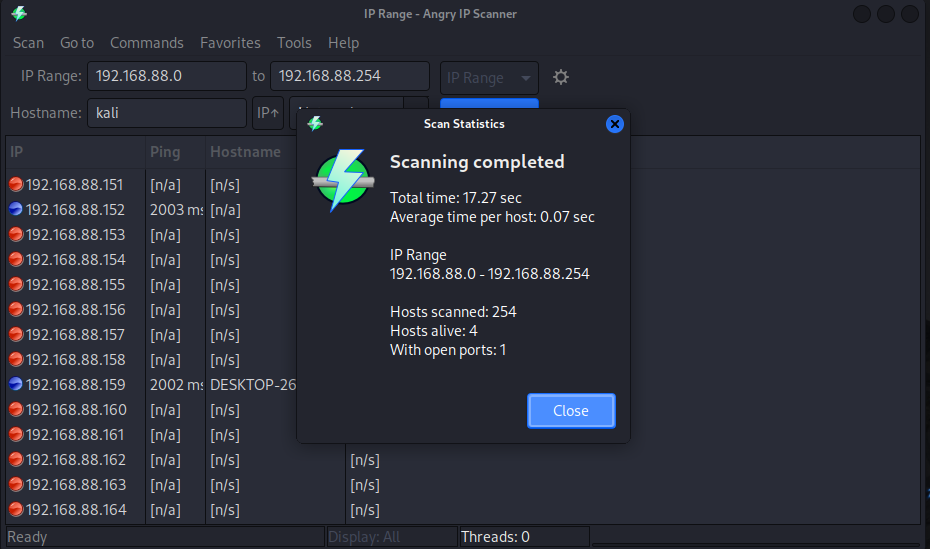 IP Range - Angry IP Scanner
Scan Go to Commands Favorites Tools Help
IP Range: 192.168.88.0 to 192.168.88.254 IP Range
Hostname: kali IP↑
IP Ping Hostname
192.168.88.151 [n/a] [n/s]
192.168.88.152 2003 ms [n/a]
192.168.88.153 [n/a] [n/s]
192.168.88.154 [n/a] [n/s]
192.168.88.155 [n/a] [n/s]
192.168.88.156 [n/a] [n/s]
192.168.88.157 [n/a] [n/s]
192.168.88.158 [n/a] [n/s]
192.168.88.159 2002 ms DESKTOP-26
192.168.88.160 [n/a] [n/s]
192.168.88.161 [n/a] [n/s]
192.168.88.162 [n/a] [n/s] [n/s]
192.168.88.163 [n/a] [n/s] [n/s]
192.168.88.164 [n/a] [n/s] [n/s]
Scan Statistics
Scanning completed
Total time: 17.27 sec
Average time per host: 0.07 sec
IP Range
192.168.88.0 - 192.168.88.254
Hosts scanned: 254
Hosts alive: 4
With open ports: 1
Close
Ready Display: All Threads: 0